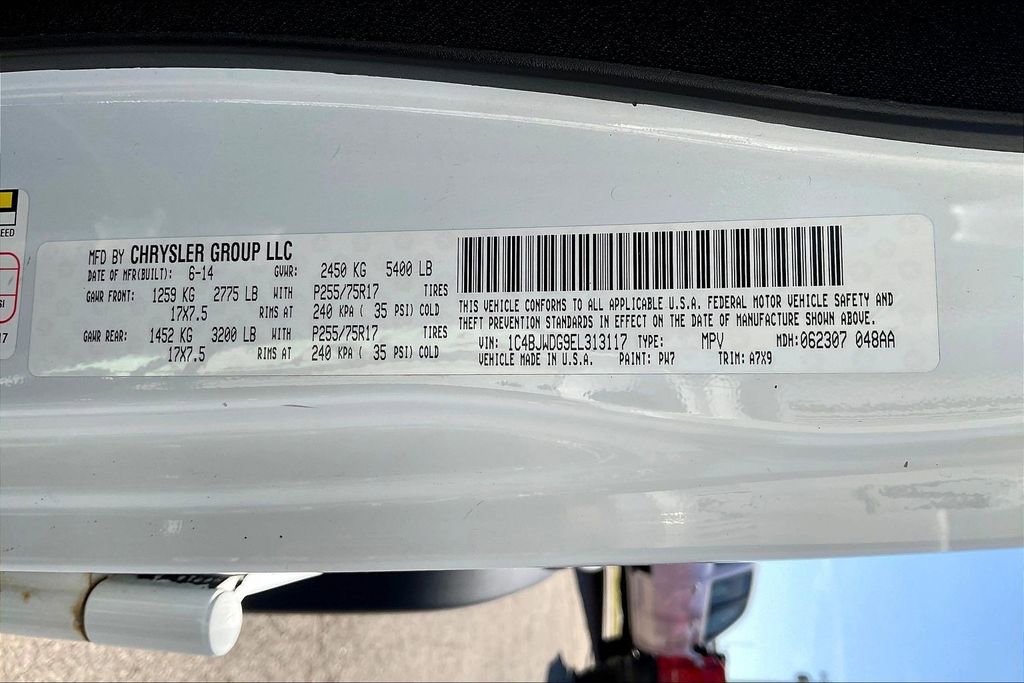 MFD BY CHRYSLER GROUP LLC
DATE OF MFR(BUILT): 6-14 GVWR: 2450 KG 5400 LB
GAWR FRONT: 1259 KG 2775 LB WITH P255/75R17 TIRES
17X7.5 RIMS AT 240 KPA ( 35 PSI) COLD
GAWR REAR: 1452 KG 3200 LB WITH P255/75R17 TIRES
17X7.5 RIMS AT 240 KPA ( 35 PSI) COLD
THIS VEHICLE CONFORMS TO ALL APPLICABLE U.S.A. FEDERAL MOTOR VEHICLE SAFETY AND
THEFT PREVENTION STANDARDS IN EFFECT ON THE DATE OF MANUFACTURE SHOWN ABOVE.
VIN: 1C4BJWDG9EL313117 TYPE: MPV MDH: 062307 048AA
VEHICLE MADE IN U.S.A. PAINT: PW7 TRIM: A7X9
EED
SI
17